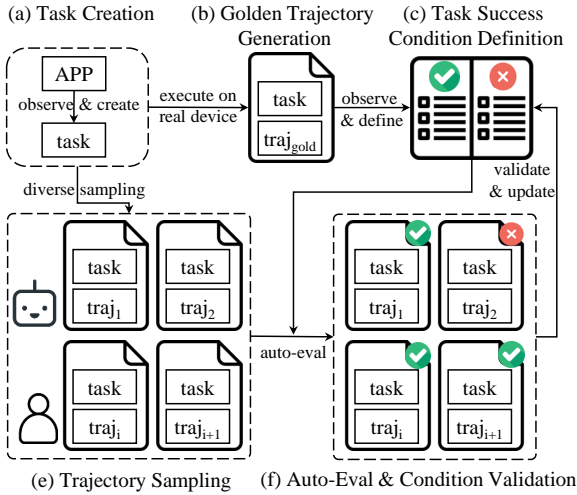 (a) Task Creation
(b) Golden Trajectory
Generation
(c) Task Success
Condition Definition
APP
observe & create
task
execute on
real device
task
traj_gold
observe
& define
diverse sampling
validate
& update
task
traj_1
task
traj_2
task
traj_i
task
traj_i+1
auto-eval
task
traj_1
task
traj_2
task
traj_i
task
traj_i+1
(e) Trajectory Sampling
(f) Auto-Eval & Condition Validation